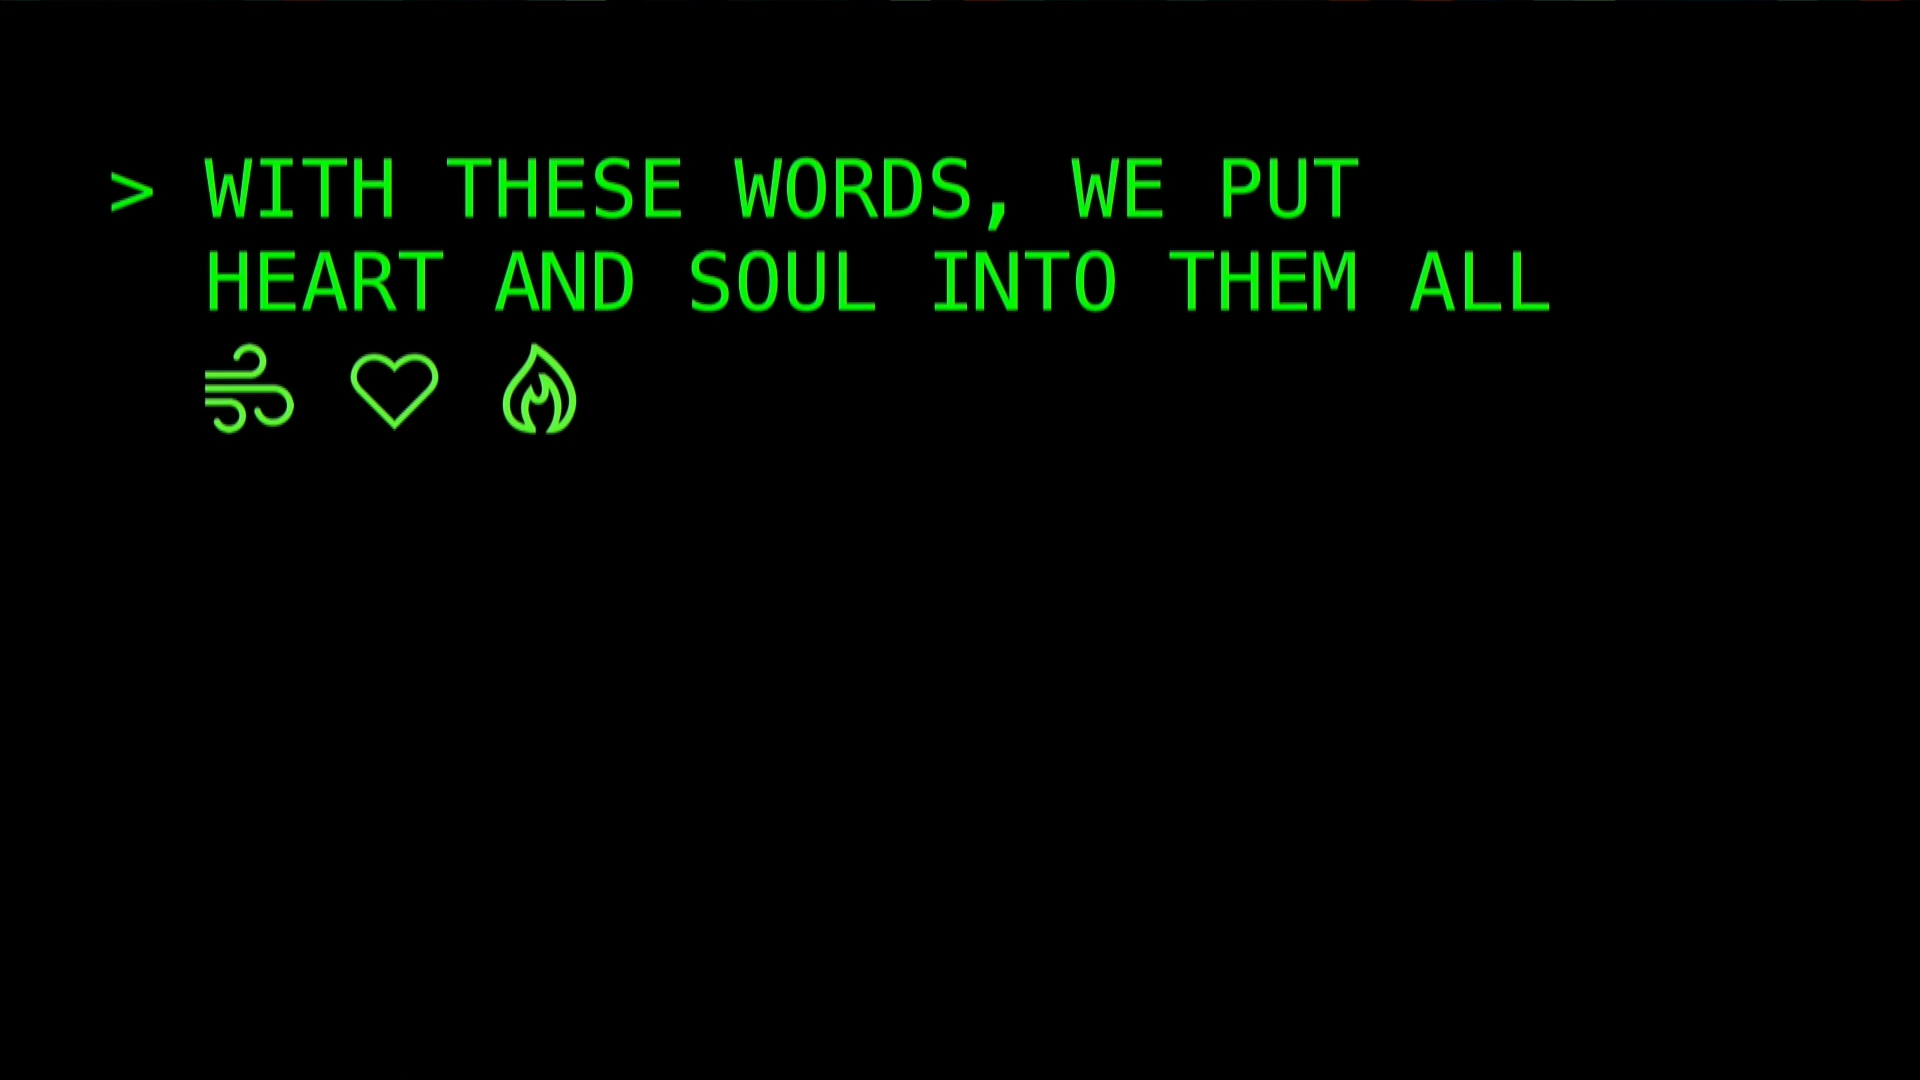 > WITH THESE WORDS, WE PUT
HEART AND SOUL INTO THEM ALL